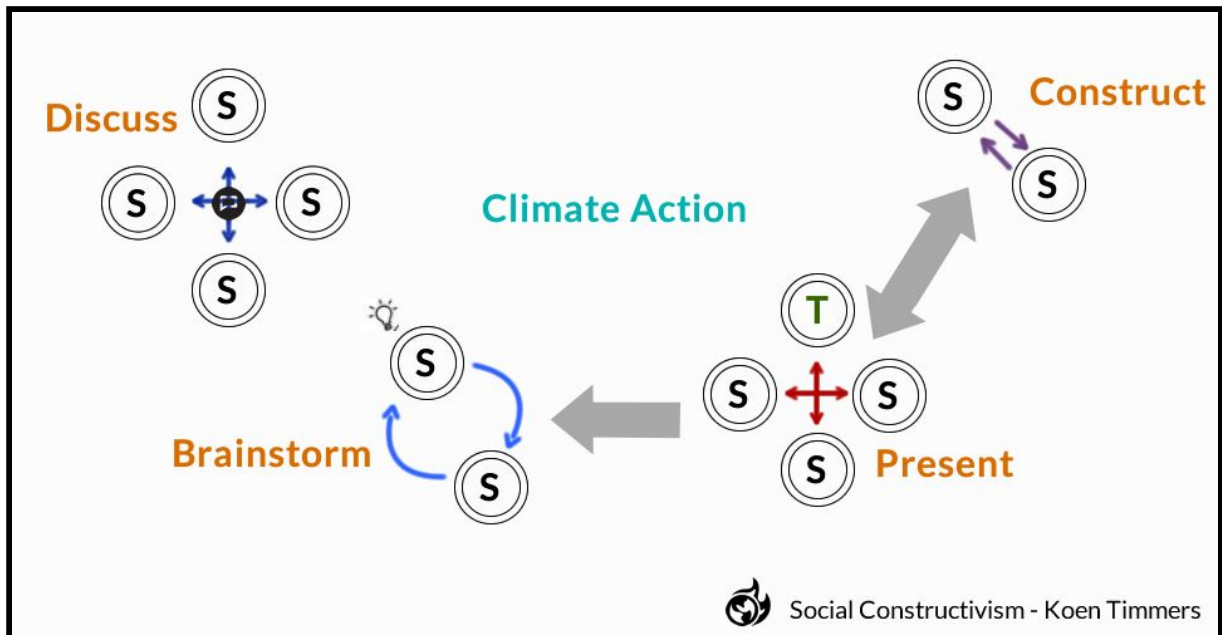 Discuss
S
S
S
S
Climate Action
S
Construct
S
Brainstorm
S
S
T
S
S
S
Present
Social Constructivism - Koen Timmers